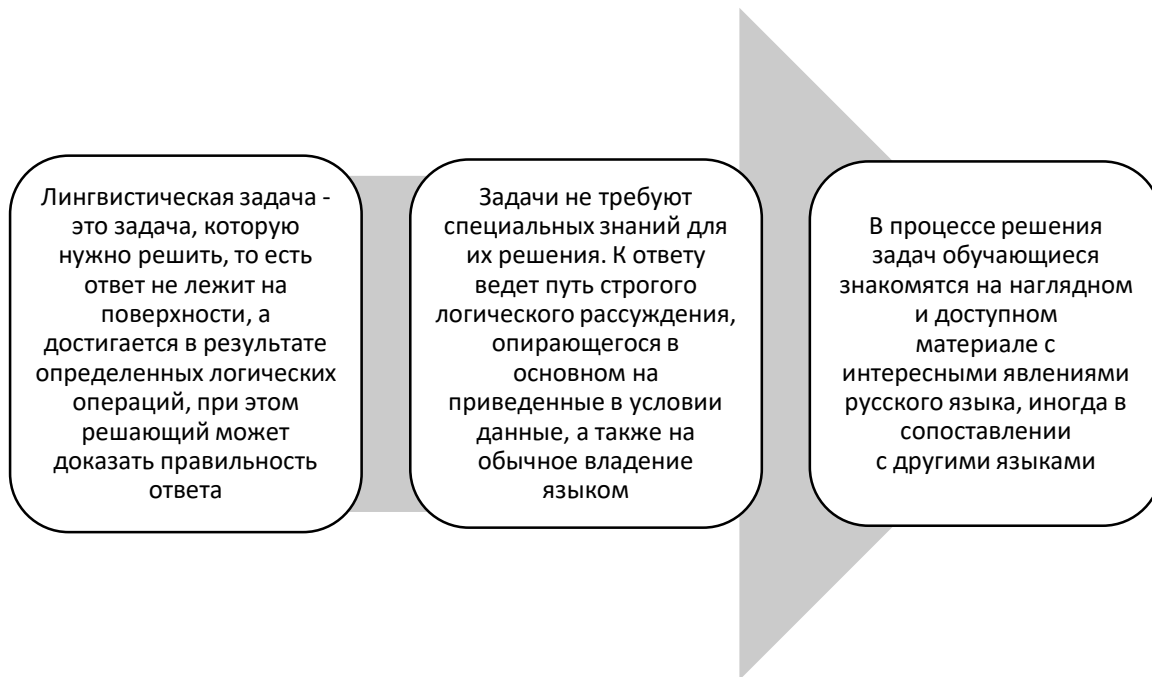 Лингвистическая задача -
это задача, которую
нужно решить, то есть
ответ не лежит на
поверхности, а
достигается в результате
определенных логических
операций, при этом
решающий может
доказать правильность
ответа
Задачи не требуют
специальных знаний для
их решения. К ответу
ведет путь строгого
логического рассуждения,
опирающегося в
основном на
приведенные в условии
данные, а также на
обычное владение
языком
В процессе решения
задач обучающиеся
знакомятся на наглядном
и доступном
материале с
интересными явлениями
русского языка, иногда в
сопоставлении
с другими языками